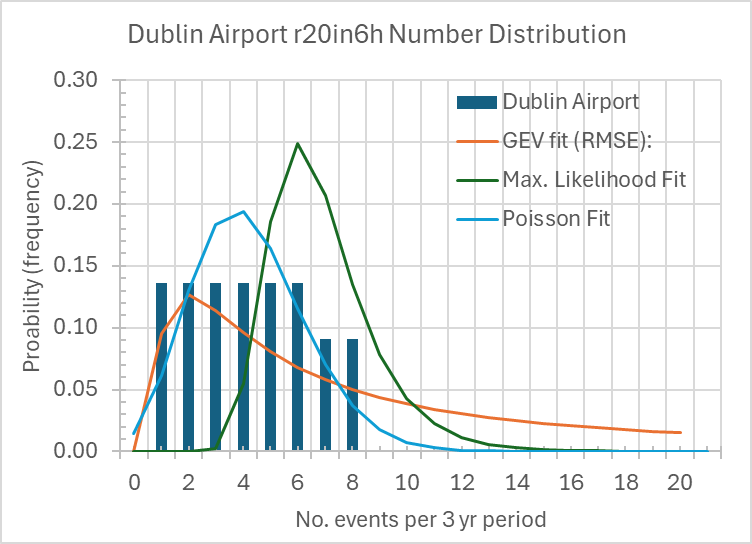 Dublin Airport r20in6h Number Distribution
0.30
0.25
0.20
0.15
0.10
0.05
0.00
Proability (frequency)
Dublin Airport
GEV fit (RMSE):
Max. Likelihood Fit
Poisson Fit
0 2 4 6 8 10 12 14 16 18 20
No. events per 3 yr period